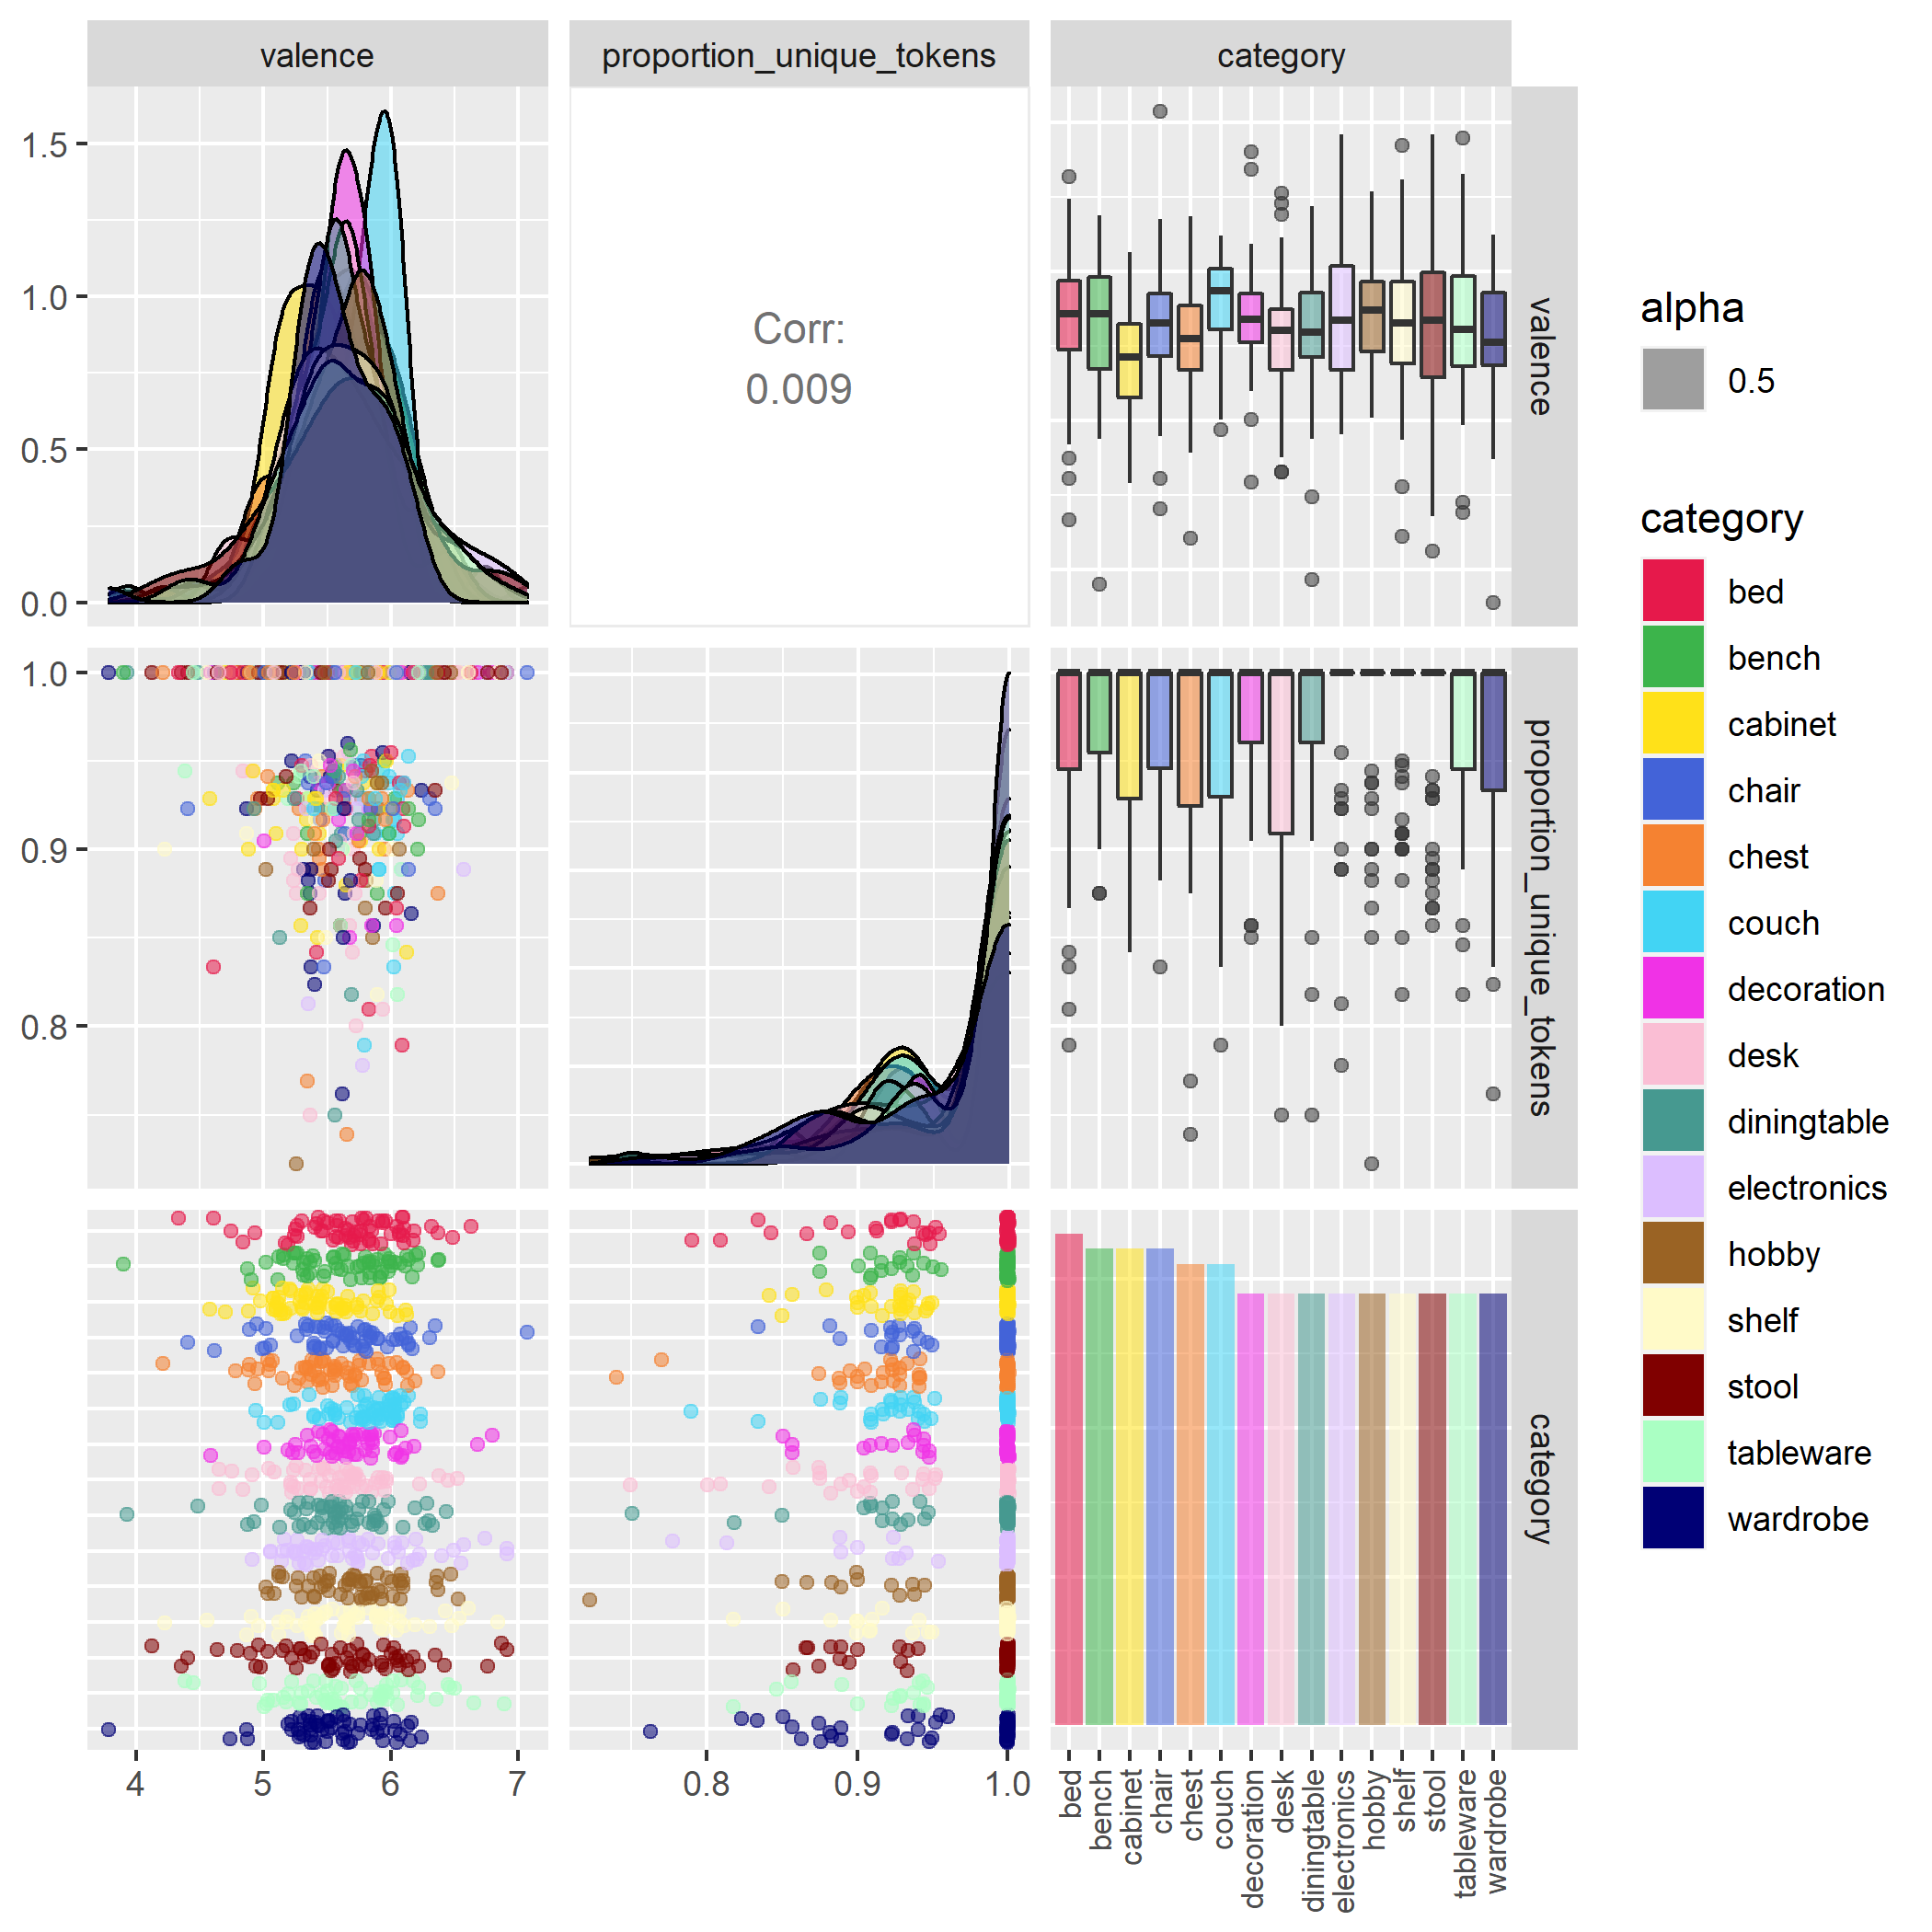 valence
proportion_unique_tokens
category
1.5
1.0
0.5
0.0
Corr:
0.009
valence
1.0
0.9
0.8
proportion_unique_tokens
category
4
5
6
7
0.8
0.9
1.0
bed
bench
cabinet
chair
chest
couch
decoration
desk
diningtable
electronics
hobby
shelf
stool
tableware
wardrobe
alpha
0.5
category
bed
bench
cabinet
chair
chest
couch
decoration
desk
diningtable
electronics
hobby
shelf
stool
tableware
wardrobe